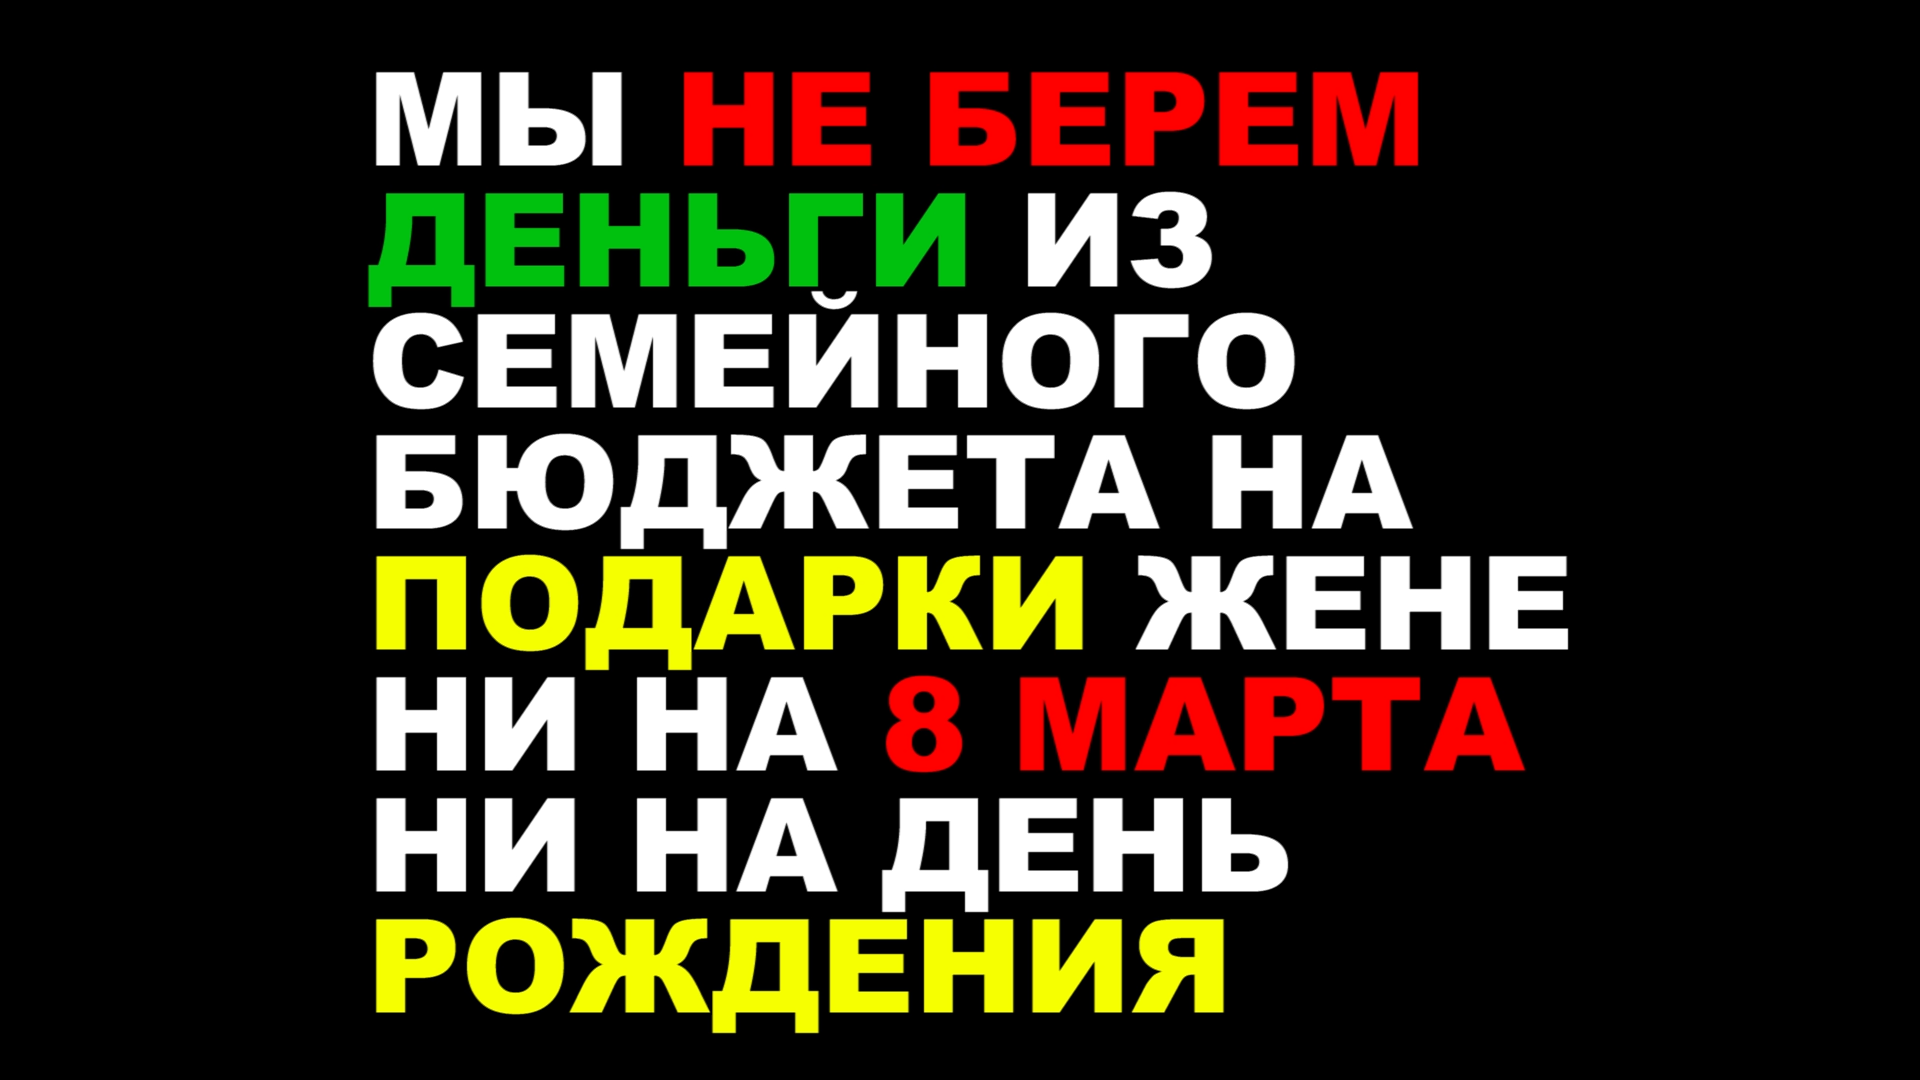 МЫ НЕ БЕРЕМ
ДЕНЬГИ ИЗ
СЕМЕЙНОГО
БЮДЖЕТА НА
ПОДАРКИ ЖЕНЕ
НИ НА 8 МАРТА
НИ НА ДЕНЬ
РОЖДЕНИЯ